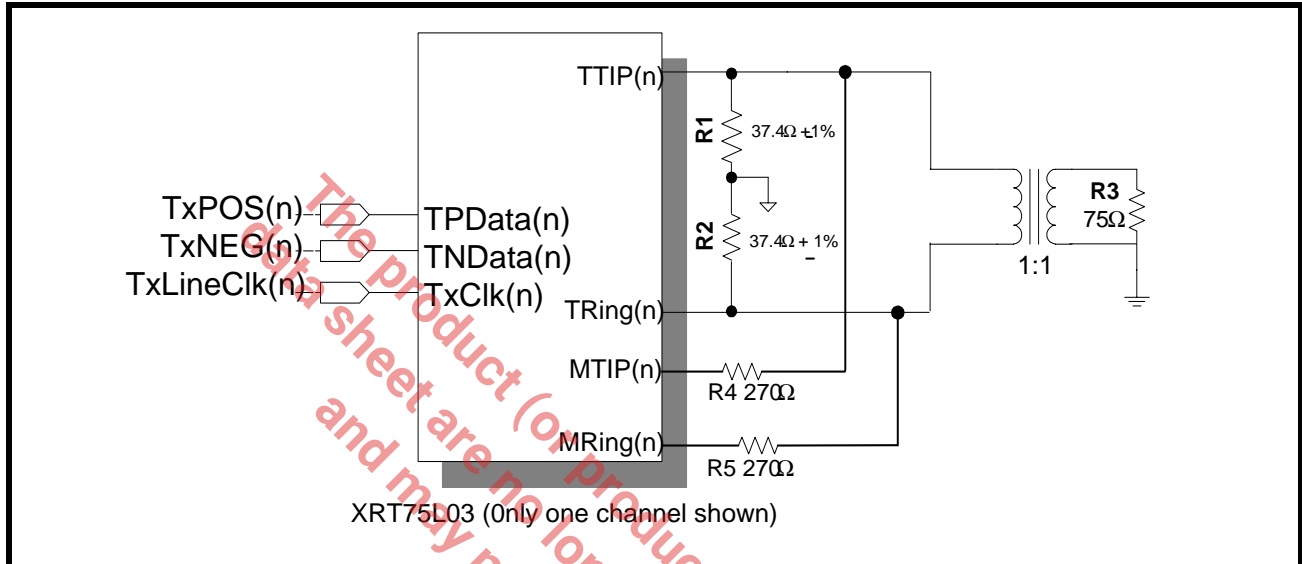 TTIP(n)
R1
37.4Ω ±1%
TxPOS(n)
TPData(n)
TxNEG(n)
TNData(n)
TxLineClk(n)
TxClk(n)
R2
37.4Ω ± 1%
R3
75Ω
1:1
TRing(n)
MTIP(n)
R4 270Ω
MRing(n)
R5 270Ω
XRT75L03 (0nly one channel shown)
The product (or produc
data sheet are no lon
and may n